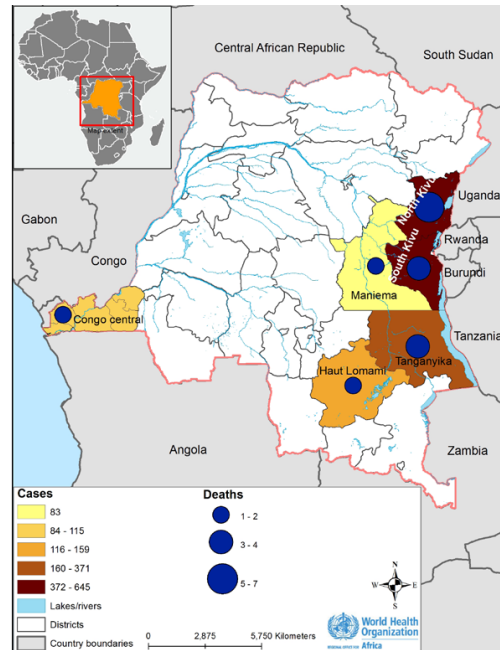 Central African Republic
South Sudan
Map extent
Gabon
Congo
Uganda
North Kivu
Rwanda
South Kivu
Burundi
Maniema
Congo central
Tanzania
Tanganyika
Haut Lomami
Angola
Zambia
Cases
83
84 - 115
116 - 159
160 - 371
372 - 645
Lakes/rivers
Districts
Country boundaries
Deaths
1 - 2
3 - 4
5 - 7
0 2,875 5,750 Kilometers
N
W E
S
World Health
Organization
REGIONAL OFFICE FOR Africa